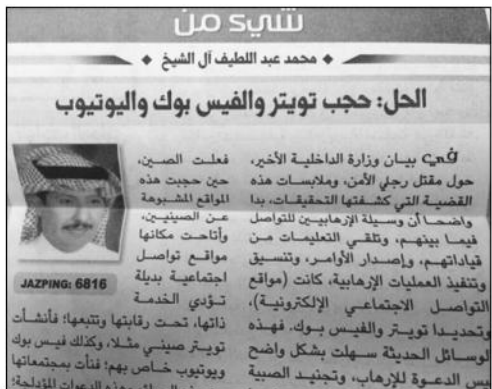 شيء من
محمد عبد اللطيف آل الشيخ
الحل: حجب تويتر والفيس بوك واليوتيوب
في بيان وزارة الداخلية الأخير،
حول مقتل رجلي الأمن، وملابسات هذه
القضية التي كشفتها التحقيقات، بدا
واضحاً أن وسيلة الإرهابيين للتواصل
فيما بينهم، وتلقي التعليمات من
قياداتهم، وإصدار الأوامر، وتنسيق
وتنفيذ العمليات الإرهابية، كانت (مواقع
التواصل الاجتماعي الإلكترونية)،
وتحديدا تويتر والفيس بوك. فهذه
لوسائل الحديثة سهلت بشكل واضح
س الدعوة للإرهاب، وتجنيد الصبية
فعلت الصين،
حين حجبت هذه
المواقع المشبوهة
عن الصينيين،
وأتاحت مكانها
مواقع تواصل
اجتماعية بديلة
تؤدي الخدمة
ذاتها، تحت رقابتها وتتبعها؛ فأنشأت
تويتر صيني مثلا، وكذلك فيس بوك
ويوتيوب خاص بهم؛ فنأت بمجتمعاتها
هذه الدعوات المؤدلجة؛
JAZPING: 6816